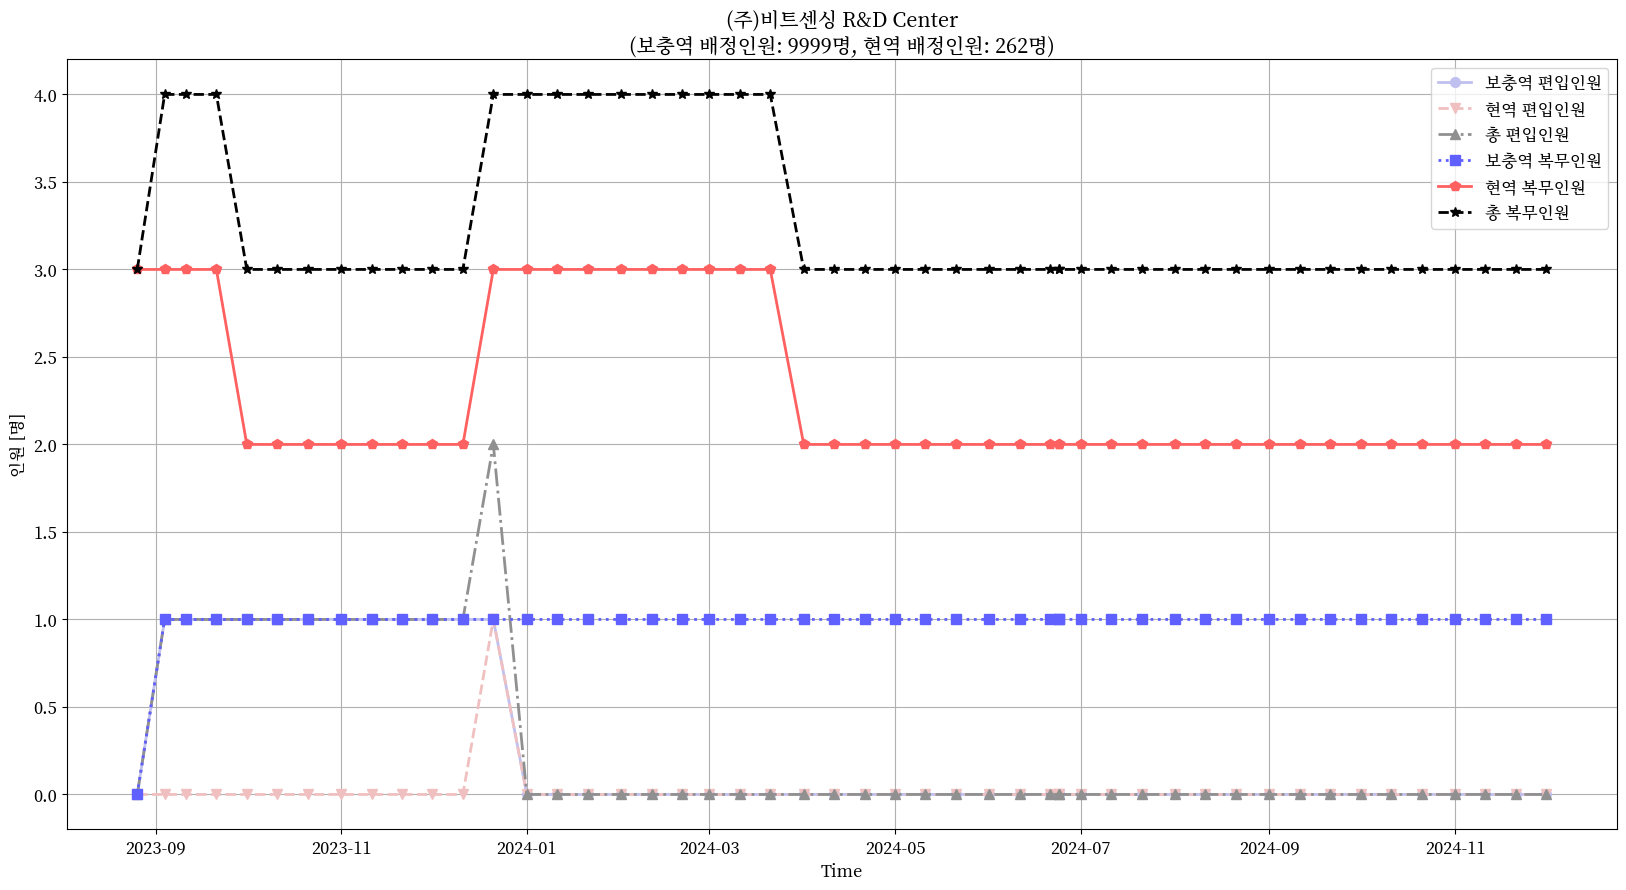 (주)비트센싱 R&D Center
(보충역 배정인원: 9999명, 현역 배정인원: 262명)
보충역 편입인원
현역 편입인원
총 편입인원
보충역 복무인원
현역 복무인원
총 복무인원
인원 [명]
4.0
3.5
3.0
2.5
2.0
1.5
1.0
0.5
0.0
2023-09
2023-11
2024-01
2024-03
2024-05
2024-07
2024-09
2024-11
Time